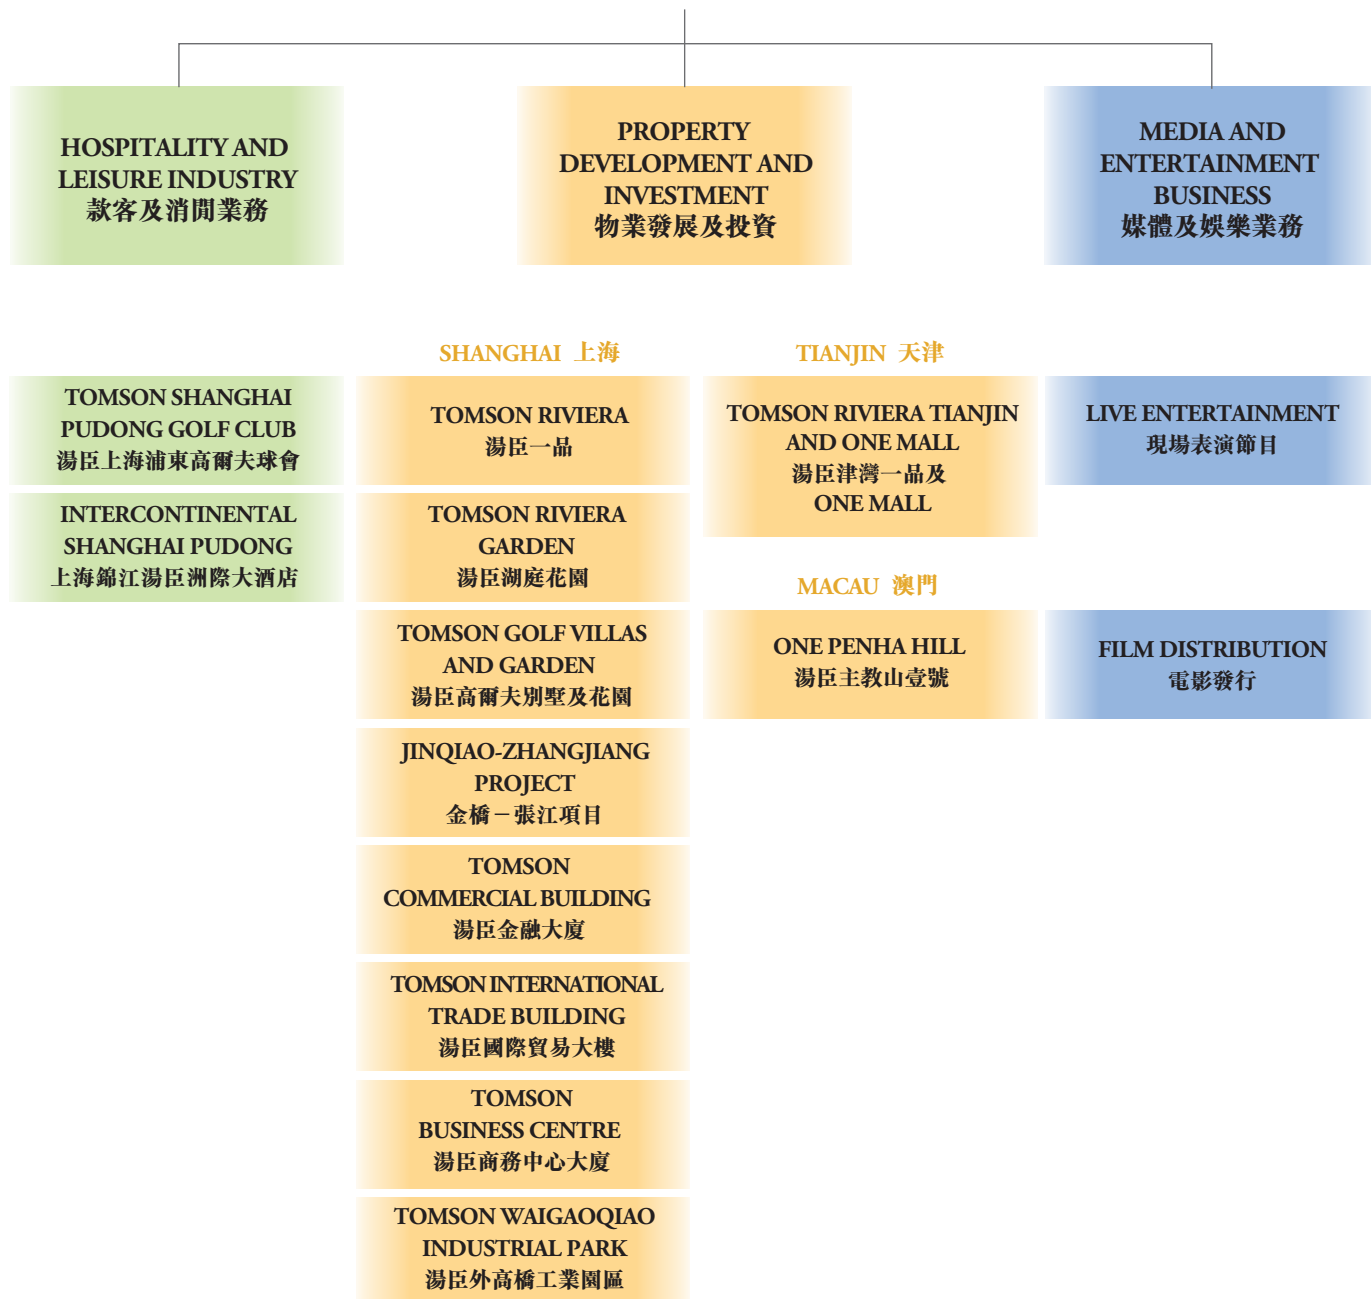 HOSPITALITY AND
LEISURE INDUSTRY
款客及消閒業務
PROPERTY
DEVELOPMENT AND
INVESTMENT
物業發展及投資
MEDIA AND
ENTERTAINMENT
BUSINESS
媒體及娛樂業務
TOMSON SHANGHAI
PUDONG GOLF CLUB
湯臣上海浦東高爾夫球會
INTERCONTINENTAL
SHANGHAI PUDONG
上海錦江湯臣洲際大酒店
SHANGHAI 上海
TOMSON RIVIERA
湯臣一品
TOMSON RIVIERA
GARDEN
湯臣湖庭花園
TOMSON GOLF VILLAS
AND GARDEN
湯臣高爾夫別墅及花園
JINQIAO-ZHANGJIANG
PROJECT
金橋－張江項目
TOMSON
COMMERCIAL BUILDING
湯臣金融大廈
TOMSON INTERNATIONAL
TRADE BUILDING
湯臣國際貿易大樓
TOMSON
BUSINESS CENTRE
湯臣商務中心大廈
TOMSON WAIGAOQIAO
INDUSTRIAL PARK
湯臣外高橋工業園區
TIANJIN 天津
TOMSON RIVIERA TIANJIN
AND ONE MALL
湯臣津灣一品及
ONE MALL
MACAU 澳門
ONE PENHA HILL
湯臣主教山壹號
LIVE ENTERTAINMENT
現場表演節目
FILM DISTRIBUTION
電影發行